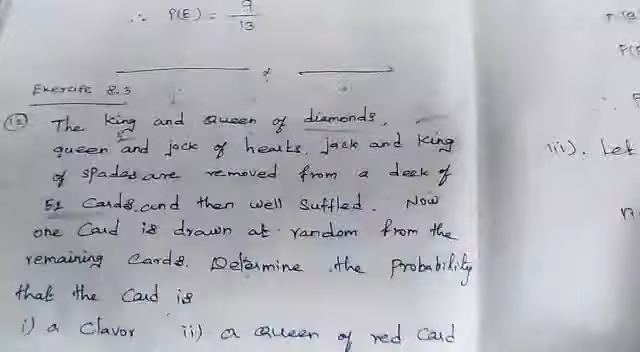 ∴ P(E) = 9/13
Exercise 8.3
(12) The king and queen of diamonds,
queen and jack of hearts, jack and king
of spades are removed from a deck of
52 Cards and then well suffled. Now
one Card is drawn at random from the
remaining Cards. Determine the probability
that the Card is
i) a Clavor ii) a queen of red Card
iii). Let
n